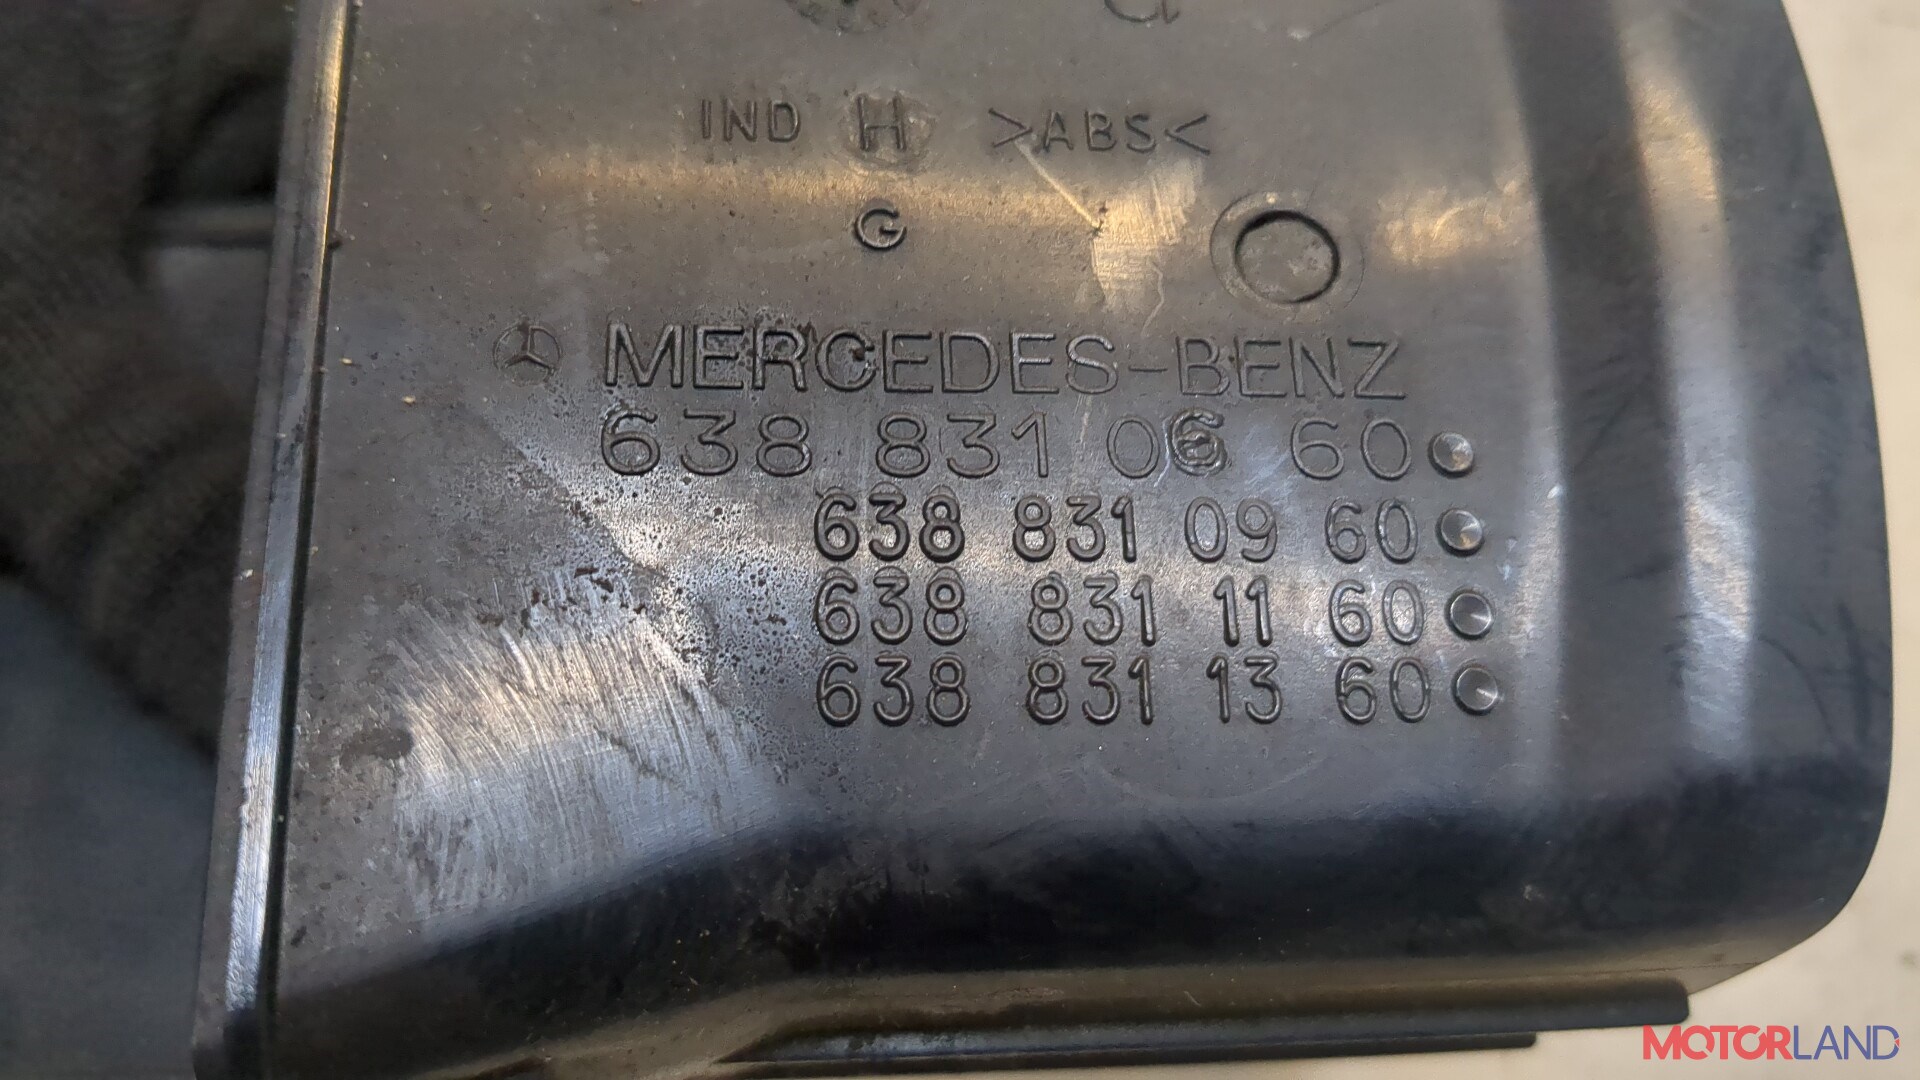 IND H >ABS<
G
MERCEDES-BENZ
638 831 06 60
638 831 09 60
638 831 11 60
638 831 13 60
MOTORLAND